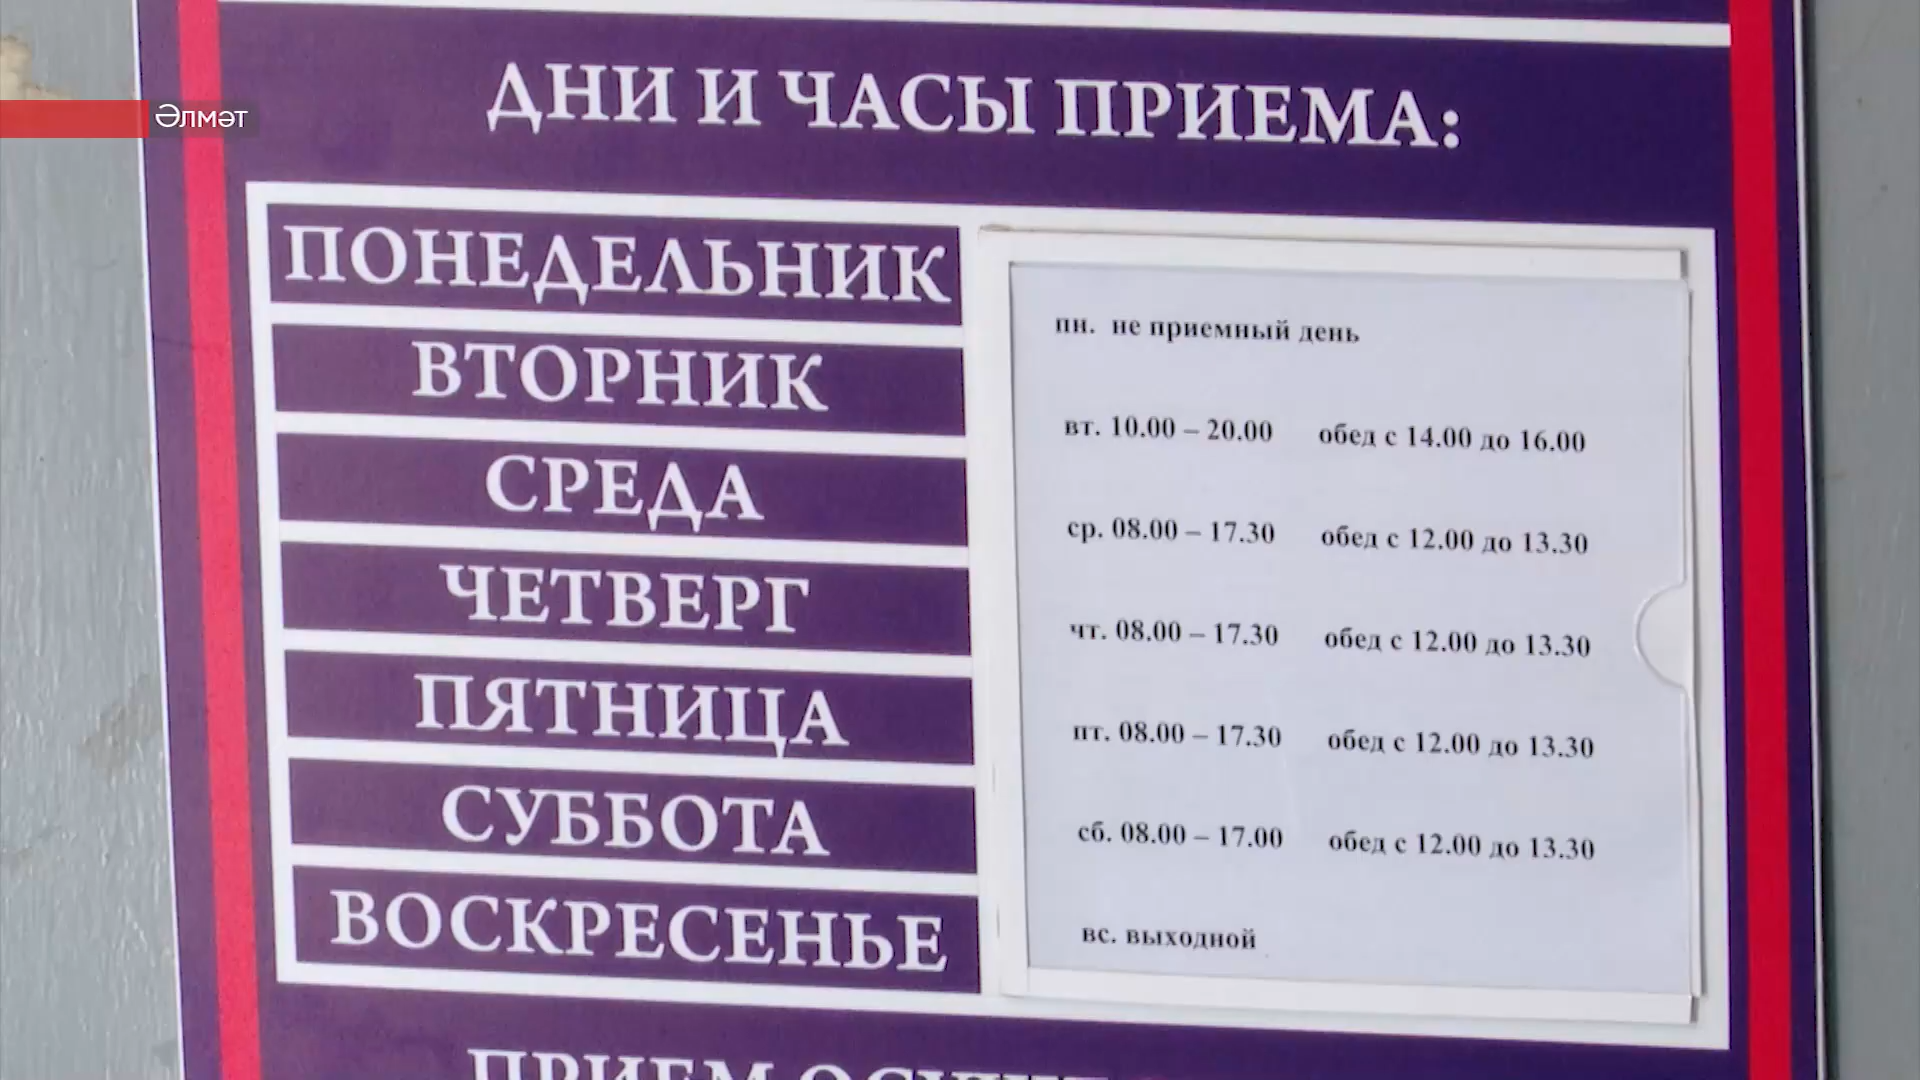 Әлмәт
ДНИ И ЧАСЫ ПРИЕМА:
ПОНЕДЕЛЬНИК
ВТОРНИК
СРЕДА
ЧЕТВЕРГ
ПЯТНИЦА
СУББОТА
ВОСКРЕСЕНЬЕ
пн. не приемный день
вт. 10.00 – 20.00 обед с 14.00 до 16.00
ср. 08.00 – 17.30 обед с 12.00 до 13.30
чт. 08.00 – 17.30 обед с 12.00 до 13.30
пт. 08.00 – 17.30 обед с 12.00 до 13.30
сб. 08.00 – 17.00 обед с 12.00 до 13.30
вс. выходной
ПРИЕМ